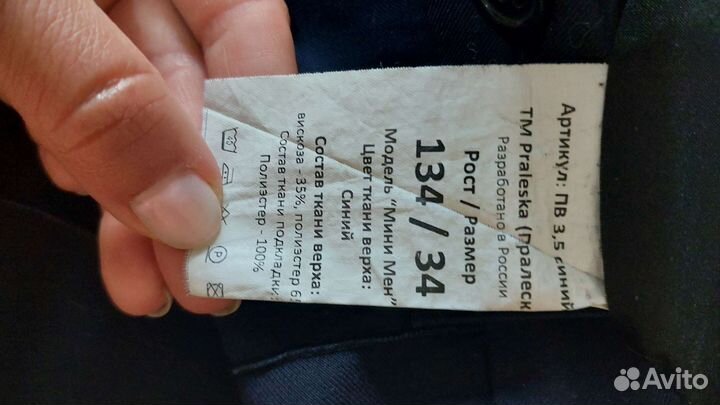 Артикул: ПВ 3,5 синий
ТМ Praleska (Пралеск
Разработано в России
Рост / Размер
134 / 34
Модель "Мини Мен"
Цвет ткани верха:
Синий
Состав ткани верха:
вискоза - 35%, полиэстер 6
Состав ткани подкладки:
Полиэстер - 100%
P
Avito